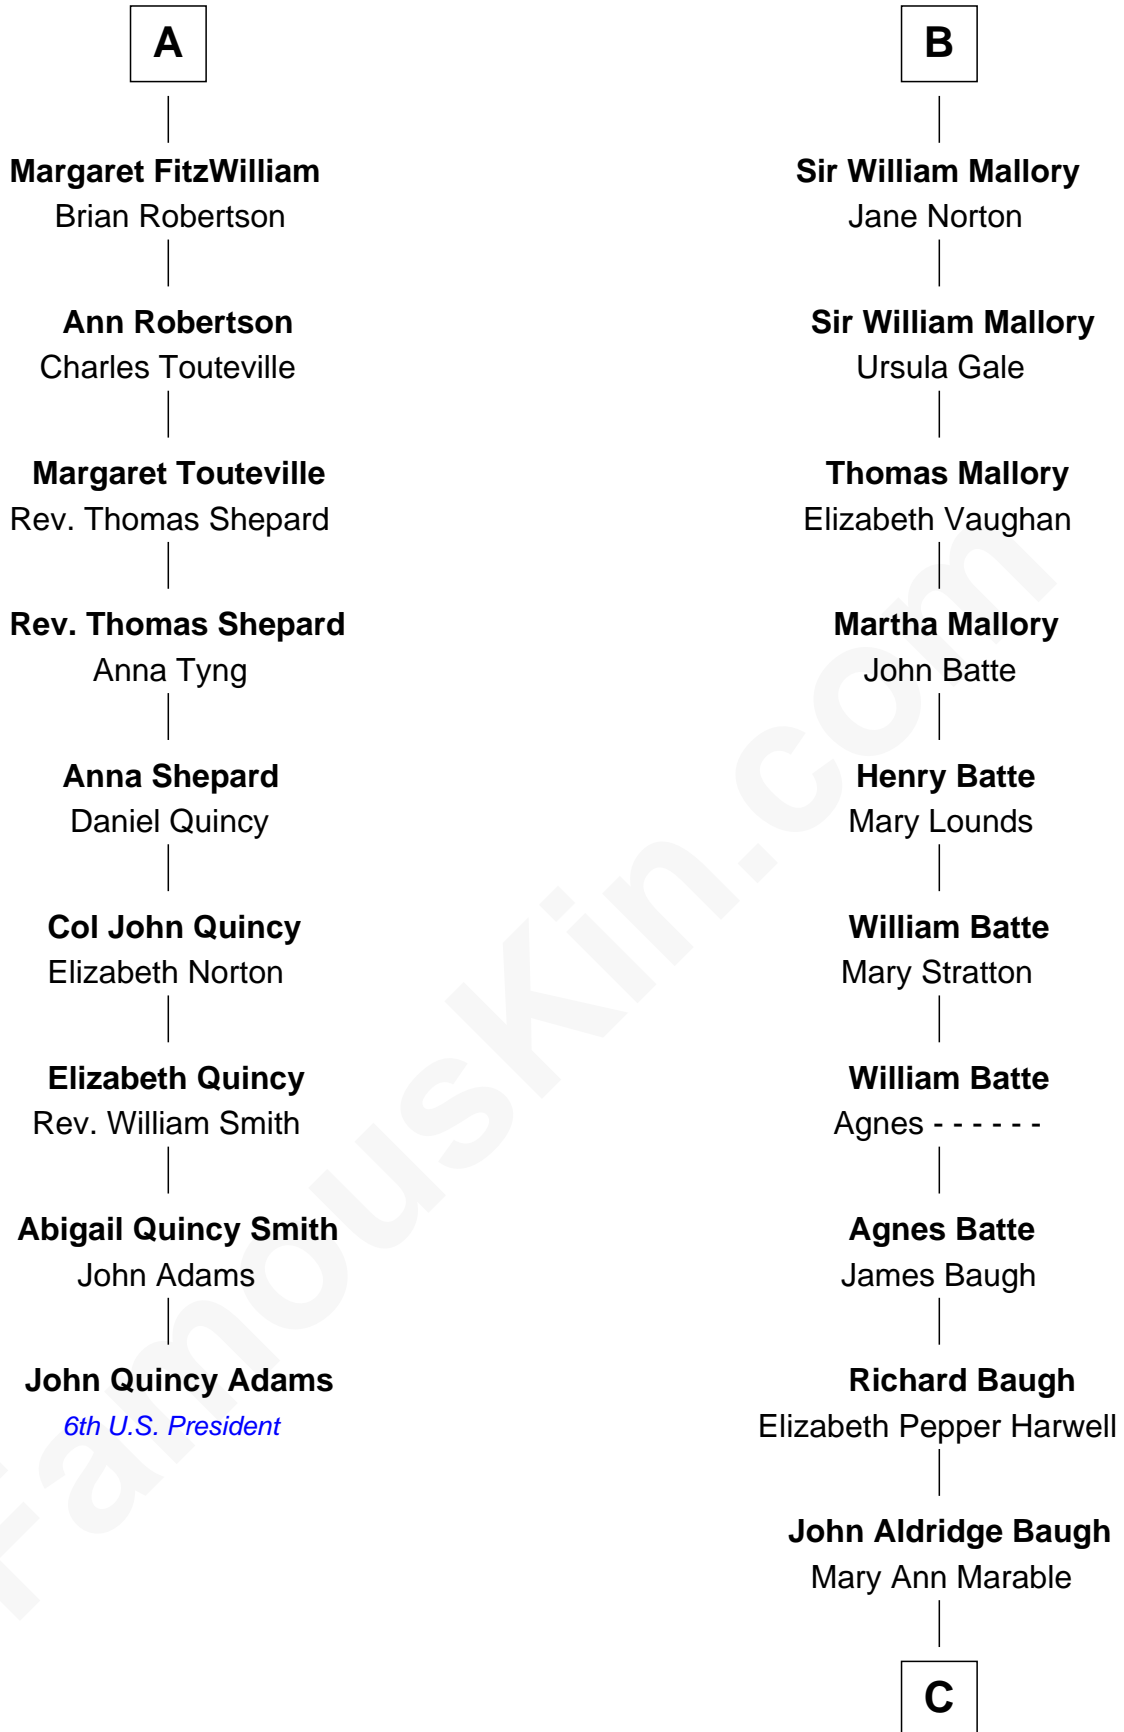 A
Margaret FitzWilliam
Brian Robertson
Ann Robertson
Charles Touteville
Margaret Touteville
Rev. Thomas Shepard
Rev. Thomas Shepard
Anna Tyng
Anna Shepard
Daniel Quincy
Col John Quincy
Elizabeth Norton
Elizabeth Quincy
Rev. William Smith
Abigail Quincy Smith
John Adams
John Quincy Adams
6th U.S. President
B
Sir William Mallory
Jane Norton
Sir William Mallory
Ursula Gale
Thomas Mallory
Elizabeth Vaughan
Martha Mallory
John Batte
Henry Batte
Mary Lounds
William Batte
Mary Stratton
William Batte
Agnes - - - - - -
Agnes Batte
James Baugh
Richard Baugh
Elizabeth Pepper Harwell
John Aldridge Baugh
Mary Ann Marable
C
FamousKin.com